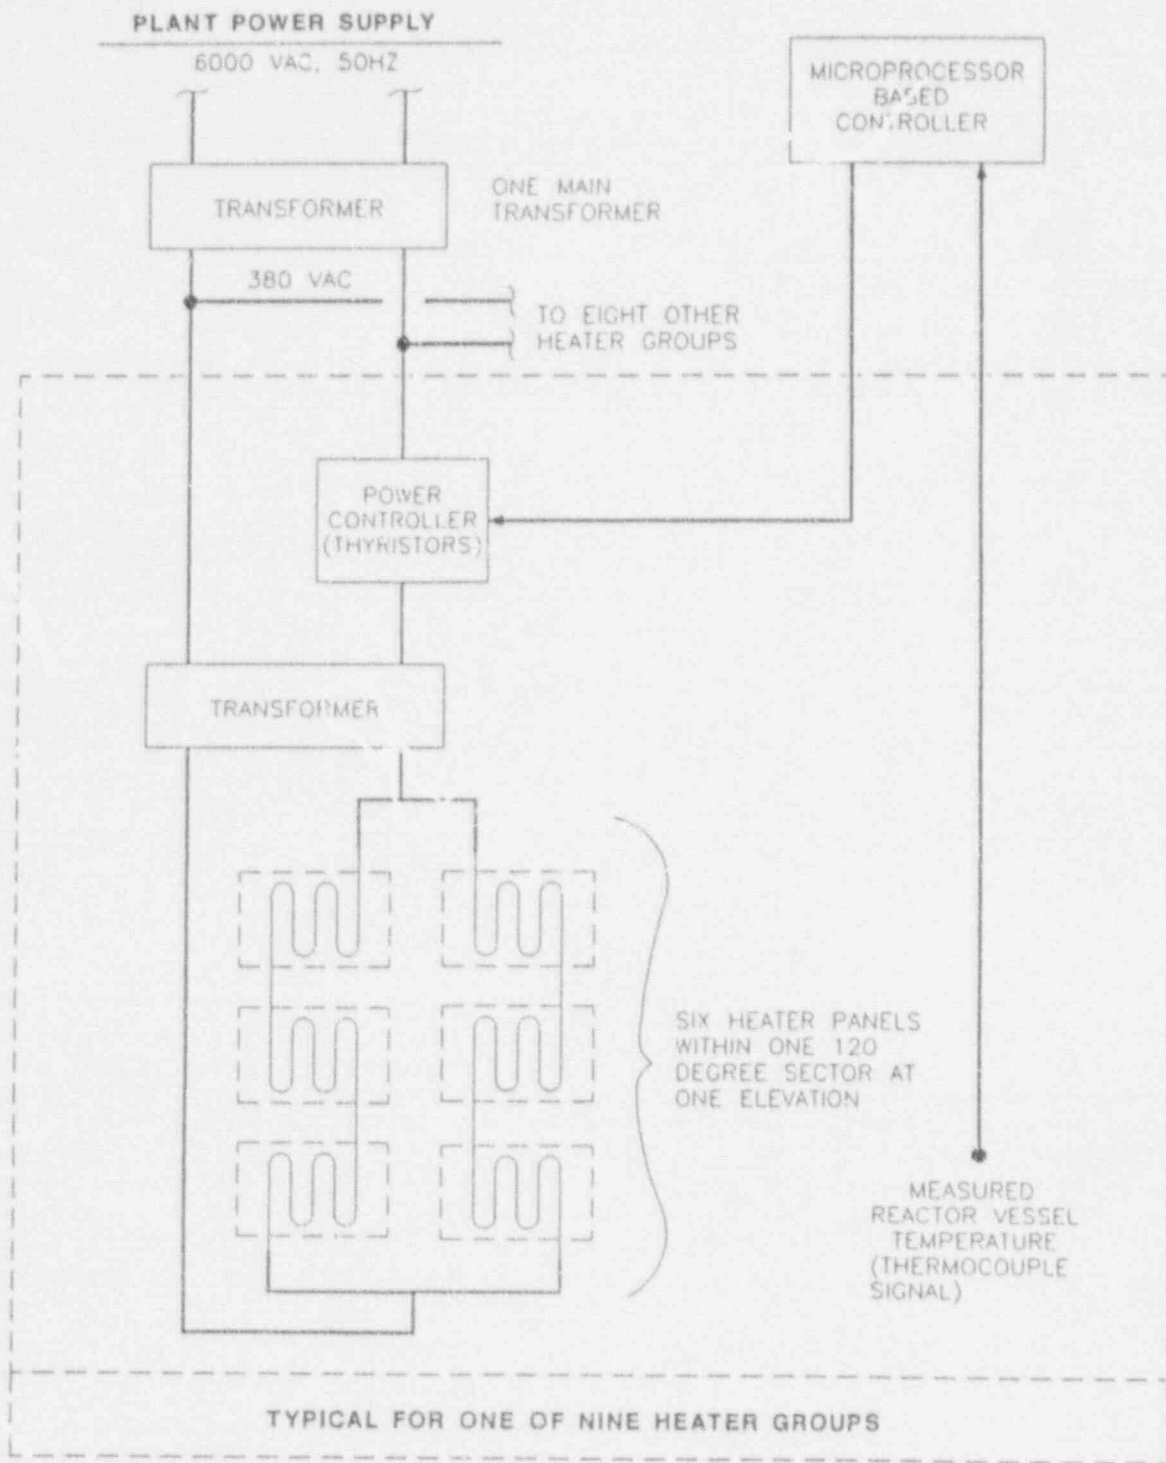 PLANT POWER SUPPLY
6000 VAC, 50HZ
MICROPROCESSOR
BASED
CONTROLLER
TRANSFORMER
ONE MAIN
TRANSFORMER
380 VAC
TO EIGHT OTHER
HEATER GROUPS
POWER
CONTROLLER
(THYRISTORS)
TRANSFORMER
SIX HEATER PANELS
WITHIN ONE 120
DEGREE SECTOR AT
ONE ELEVATION
MEASURED
REACTOR VESSEL
TEMPERATURE
(THERMOCOUPLE
SIGNAL)
TYPICAL FOR ONE OF NINE HEATER GROUPS